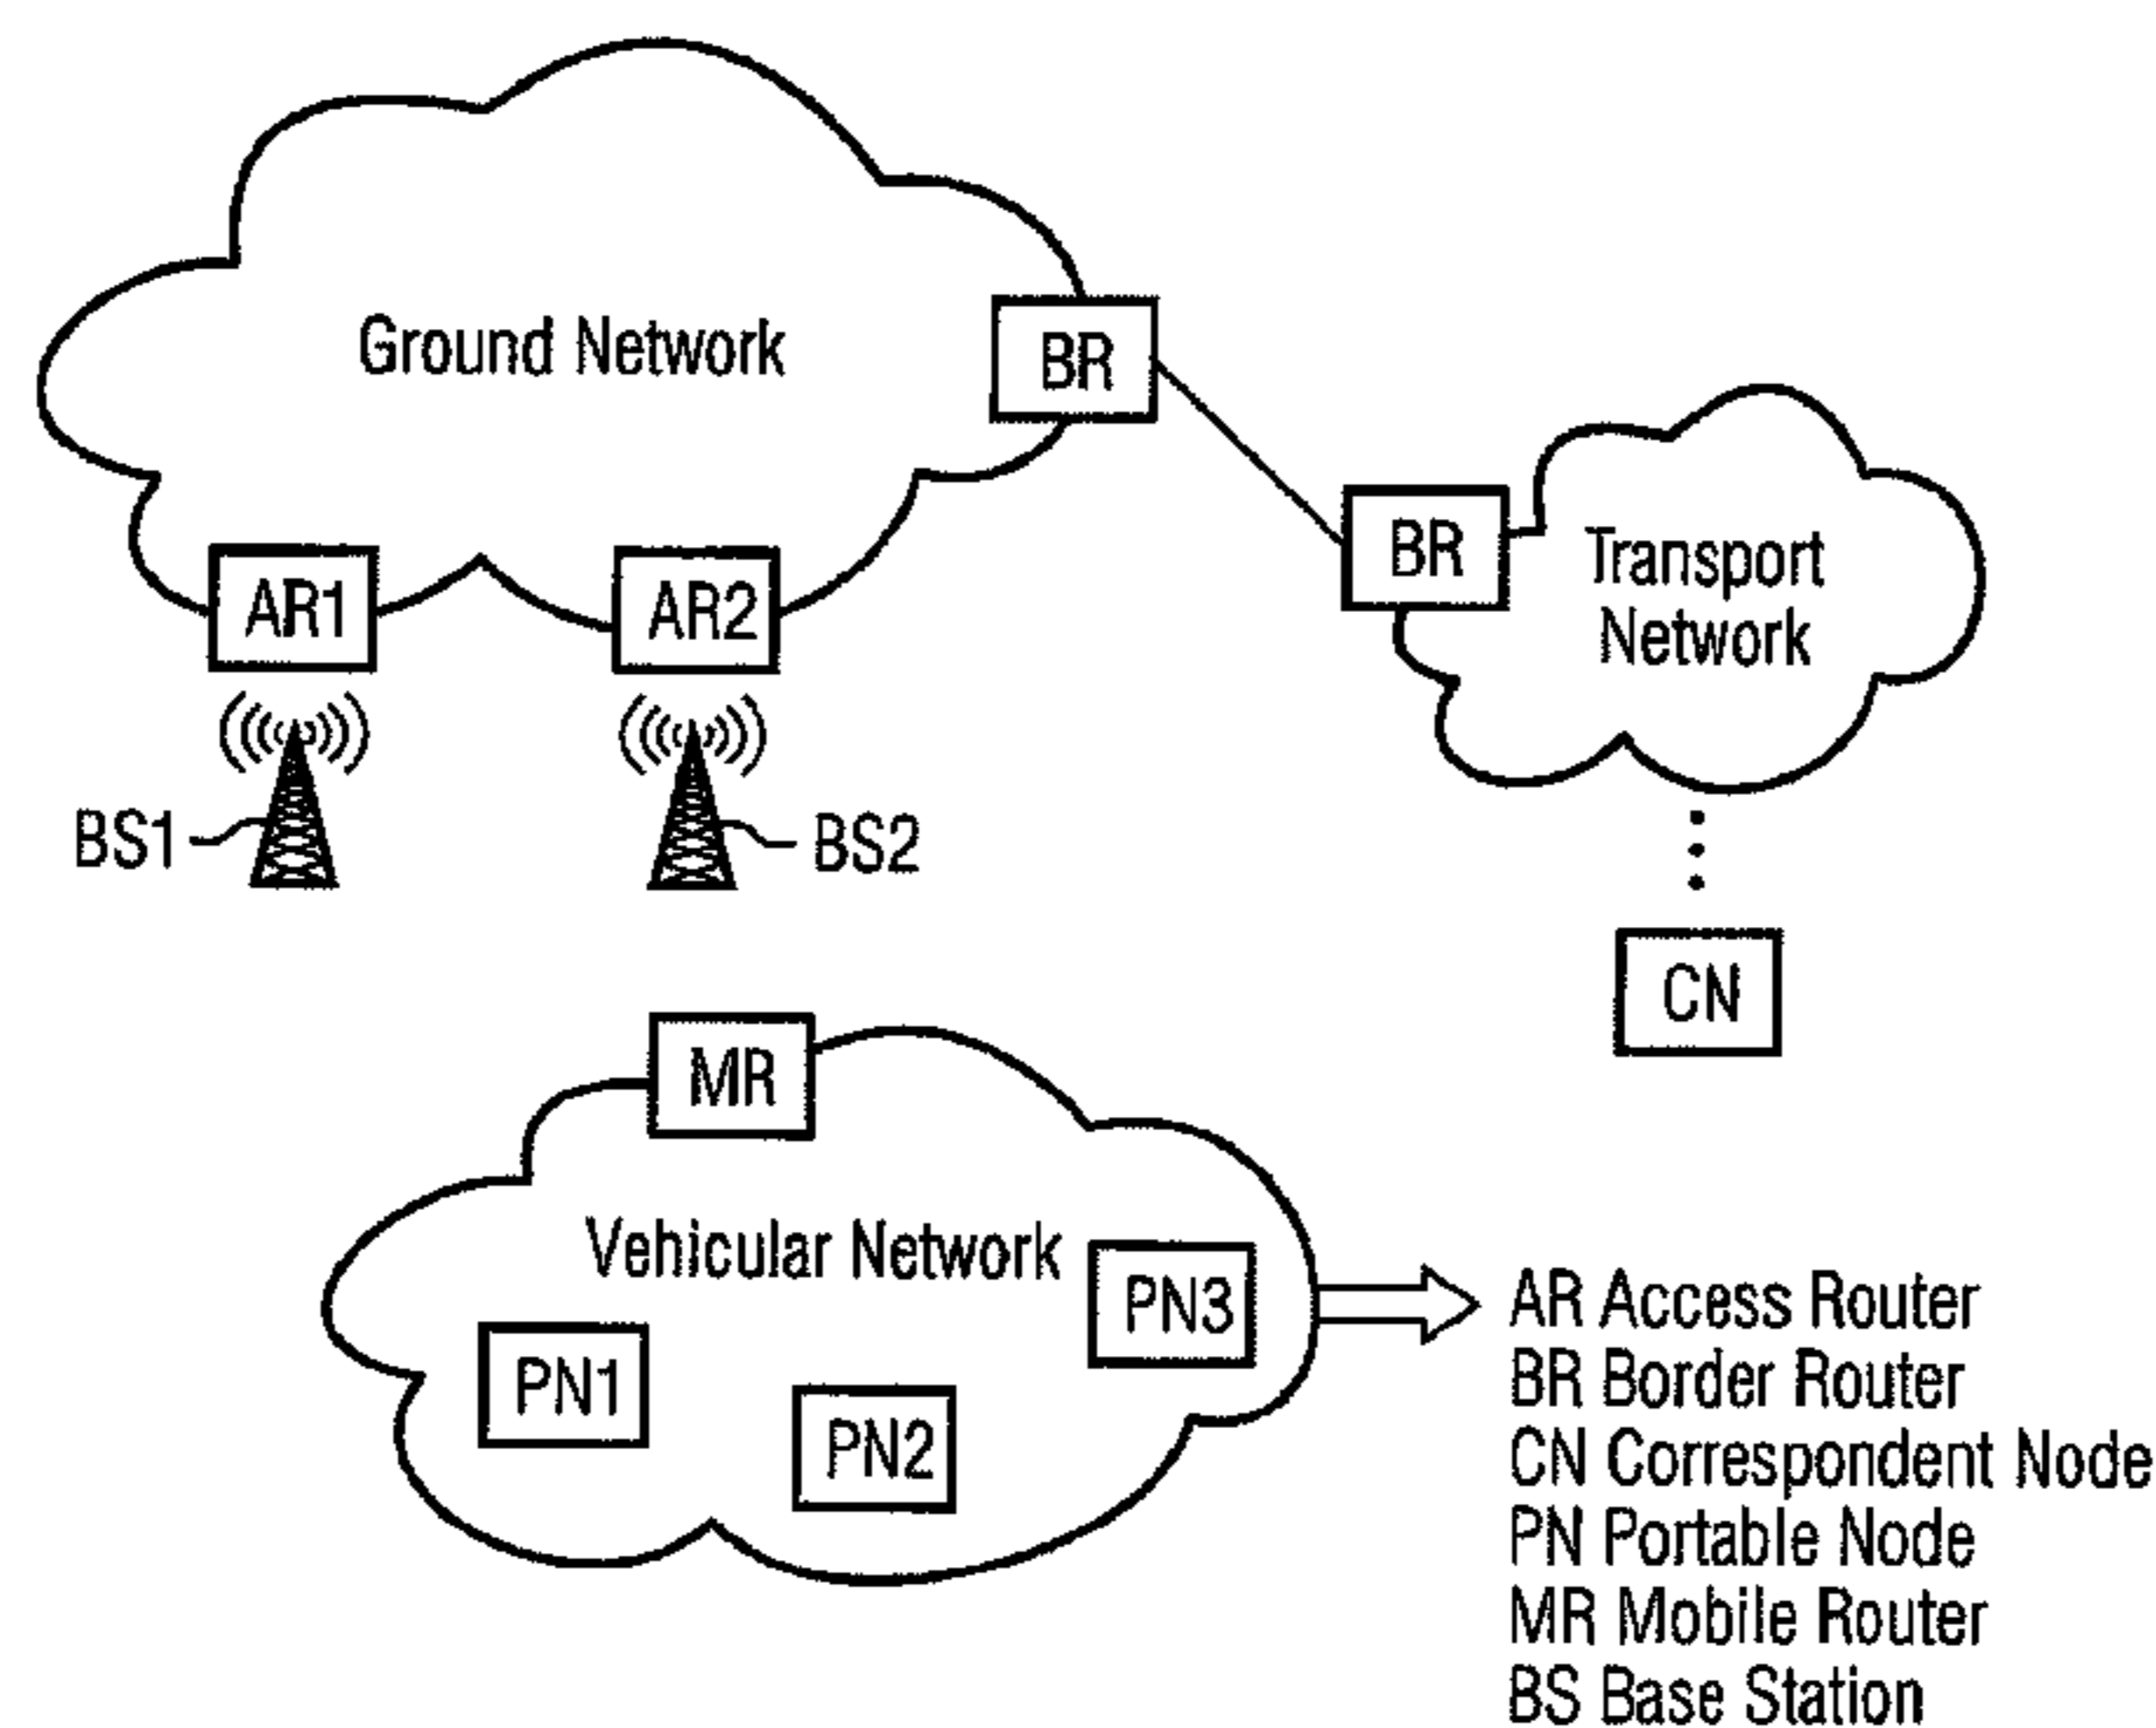 Ground Network
BR
BR
Transport
Network
AR1
AR2
BS1
BS2
CN
MR
Vehicular Network
PN3
PN1
PN2
AR Access Router
BR Border Router
CN Correspondent Node
PN Portable Node
MR Mobile Router
BS Base Station